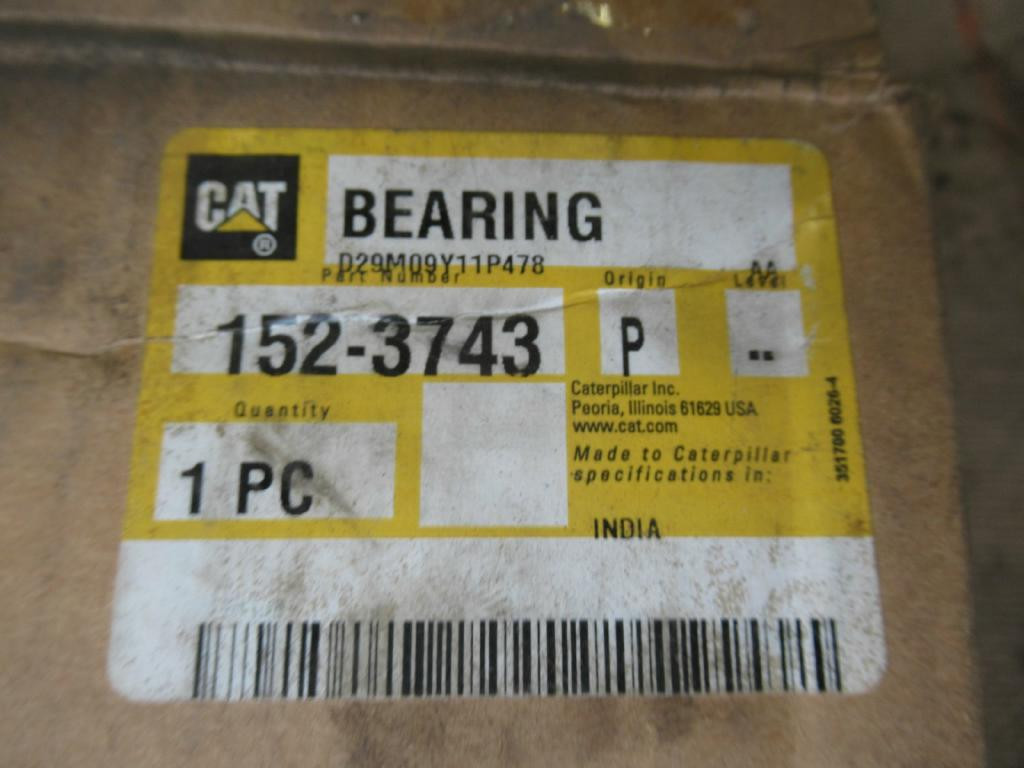 CAT®
BEARING
D29M09Y11P478
AA
Part Number
Origin
Level
152-3743
P
--
Quantity
1 PC
Caterpillar Inc.
Peoria, Illinois 61629 USA
www.cat.com
Made to Caterpillar
specifications in:
INDIA
351700 6026-4